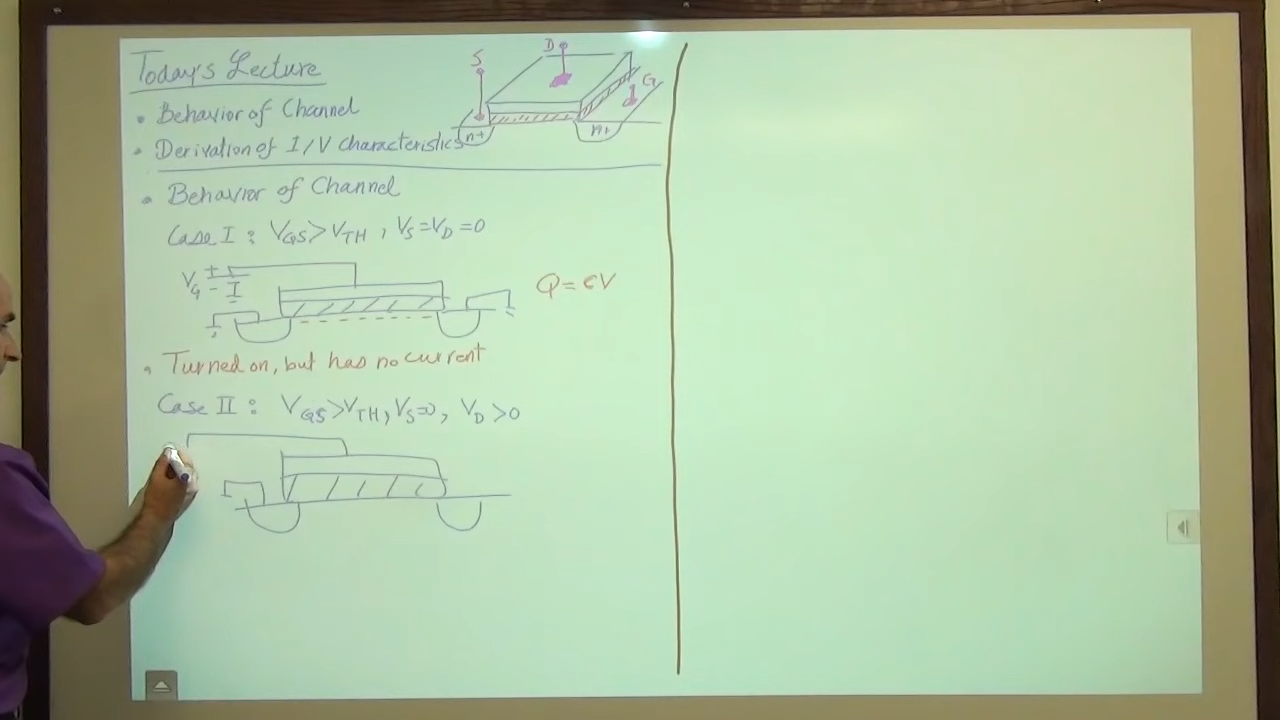 Today's Lecture
S D G
n+ n+
• Behavior of Channel
• Derivation of I/V characteristics
• Behavior of Channel
Case I : VGS>VTH , VS=VD=0
VG + -
Q = CV
• Turned on, but has no current
Case II : VGS>VTH, VS=0, VD>0